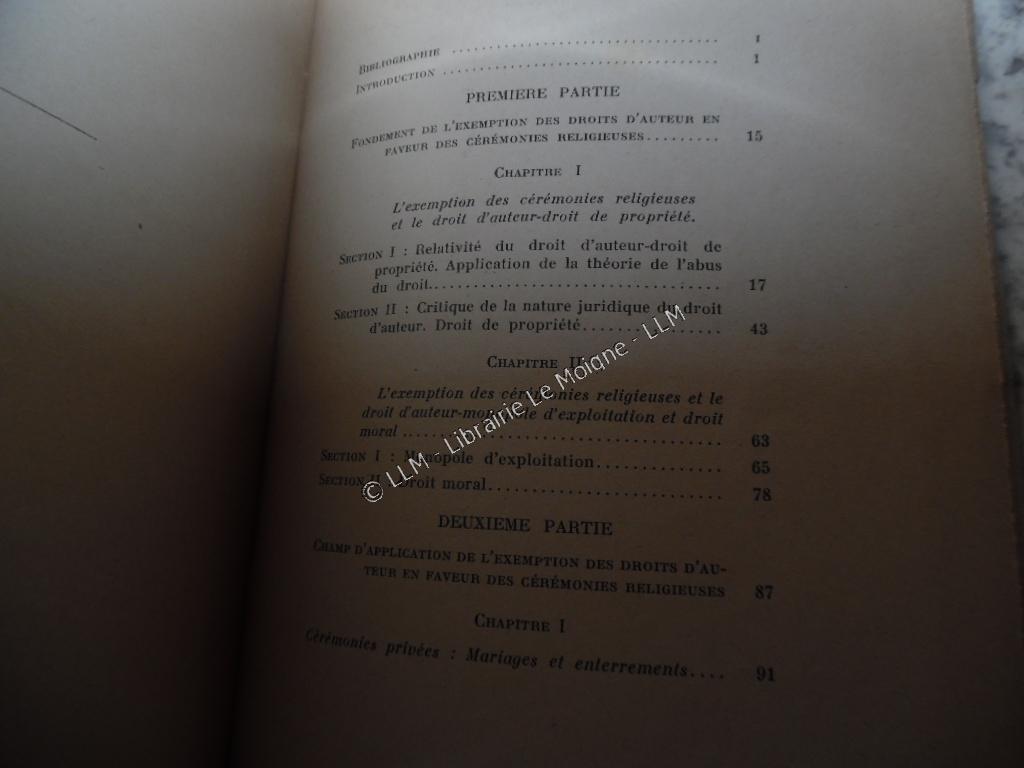 BIBLIOGRAPHIE ........................................ I
INTRODUCTION ........................................ 1
PREMIERE PARTIE
FONDEMENT DE L'EXEMPTION DES DROITS D'AUTEUR EN
FAVEUR DES CÉRÉMONIES RELIGIEUSES......... 15
CHAPITRE I
L'exemption des cérémonies religieuses
et le droit d'auteur-droit de propriété.
SECTION I : Relativité du droit d'auteur-droit de
propriété. Application de la théorie de l'abus
du droit..................................... 17
SECTION II : Critique de la nature juridique du droit
d'auteur. Droit de propriété................ 43
CHAPITRE II
L'exemption des cérémonies religieuses et le
droit d'auteur-monopole d'exploitation et droit
moral ........................................ 63
SECTION I : Monopole d'exploitation.............. 65
SECTION II : Droit moral........................... 78
DEUXIEME PARTIE
CHAMP D'APPLICATION DE L'EXEMPTION DES DROITS D'AU-
TEUR EN FAVEUR DES CÉRÉMONIES RELIGIEUSES 87
CHAPITRE I
Cérémonies privées : Mariages et enterrements.... 91
© LLM - Librairie Le Moigne - LLM